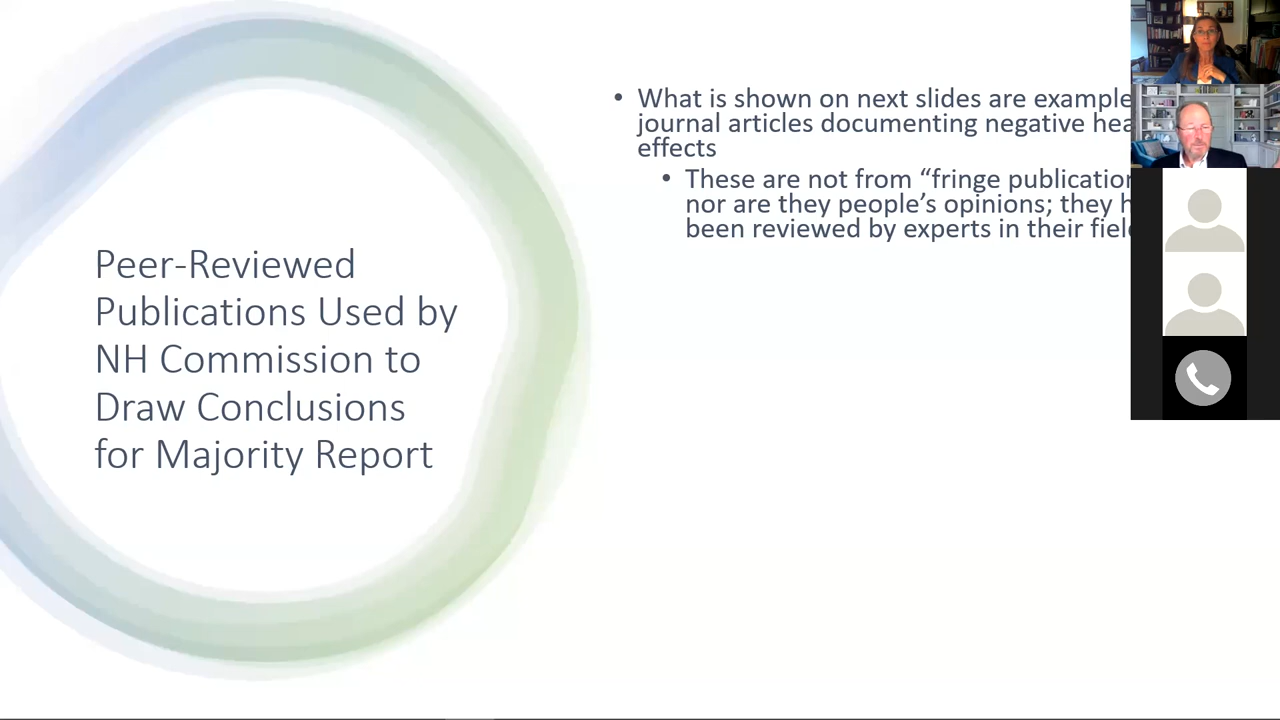 Peer-Reviewed
Publications Used by
NH Commission to
Draw Conclusions
for Majority Report
• What is shown on next slides are example
journal articles documenting negative hea
effects
• These are not from “fringe publication
nor are they people’s opinions; they h
been reviewed by experts in their fiel